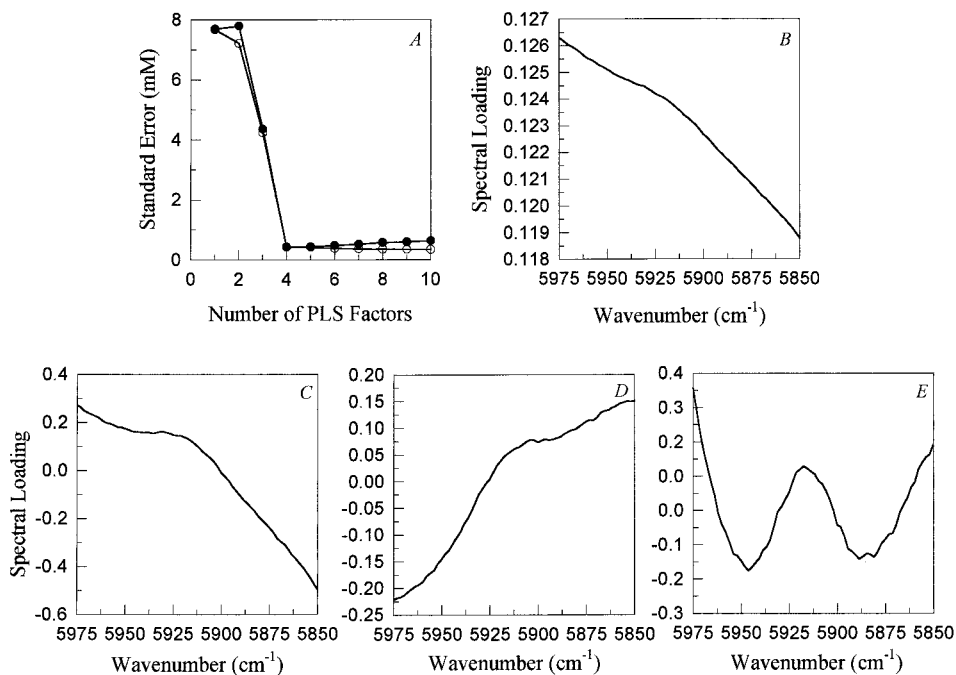 8
6
4
2
0
0
2
4
6
8
10
A
Standard Error (mM)
Number of PLS Factors
0.127
0.126
0.125
0.124
0.123
0.122
0.121
0.120
0.119
0.118
5975 5950 5925 5900 5875 5850
B
Spectral Loading
Wavenumber (cm-1)
0.4
0.2
0.0
-0.2
-0.4
-0.6
5975 5950 5925 5900 5875 5850
C
Spectral Loading
Wavenumber (cm-1)
0.20
0.15
0.10
0.05
0.00
-0.05
-0.10
-0.15
-0.20
-0.25
5975 5950 5925 5900 5875 5850
D
Wavenumber (cm-1)
0.4
0.3
0.2
0.1
0.0
-0.1
-0.2
-0.3
5975 5950 5925 5900 5875 5850
E
Wavenumber (cm-1)